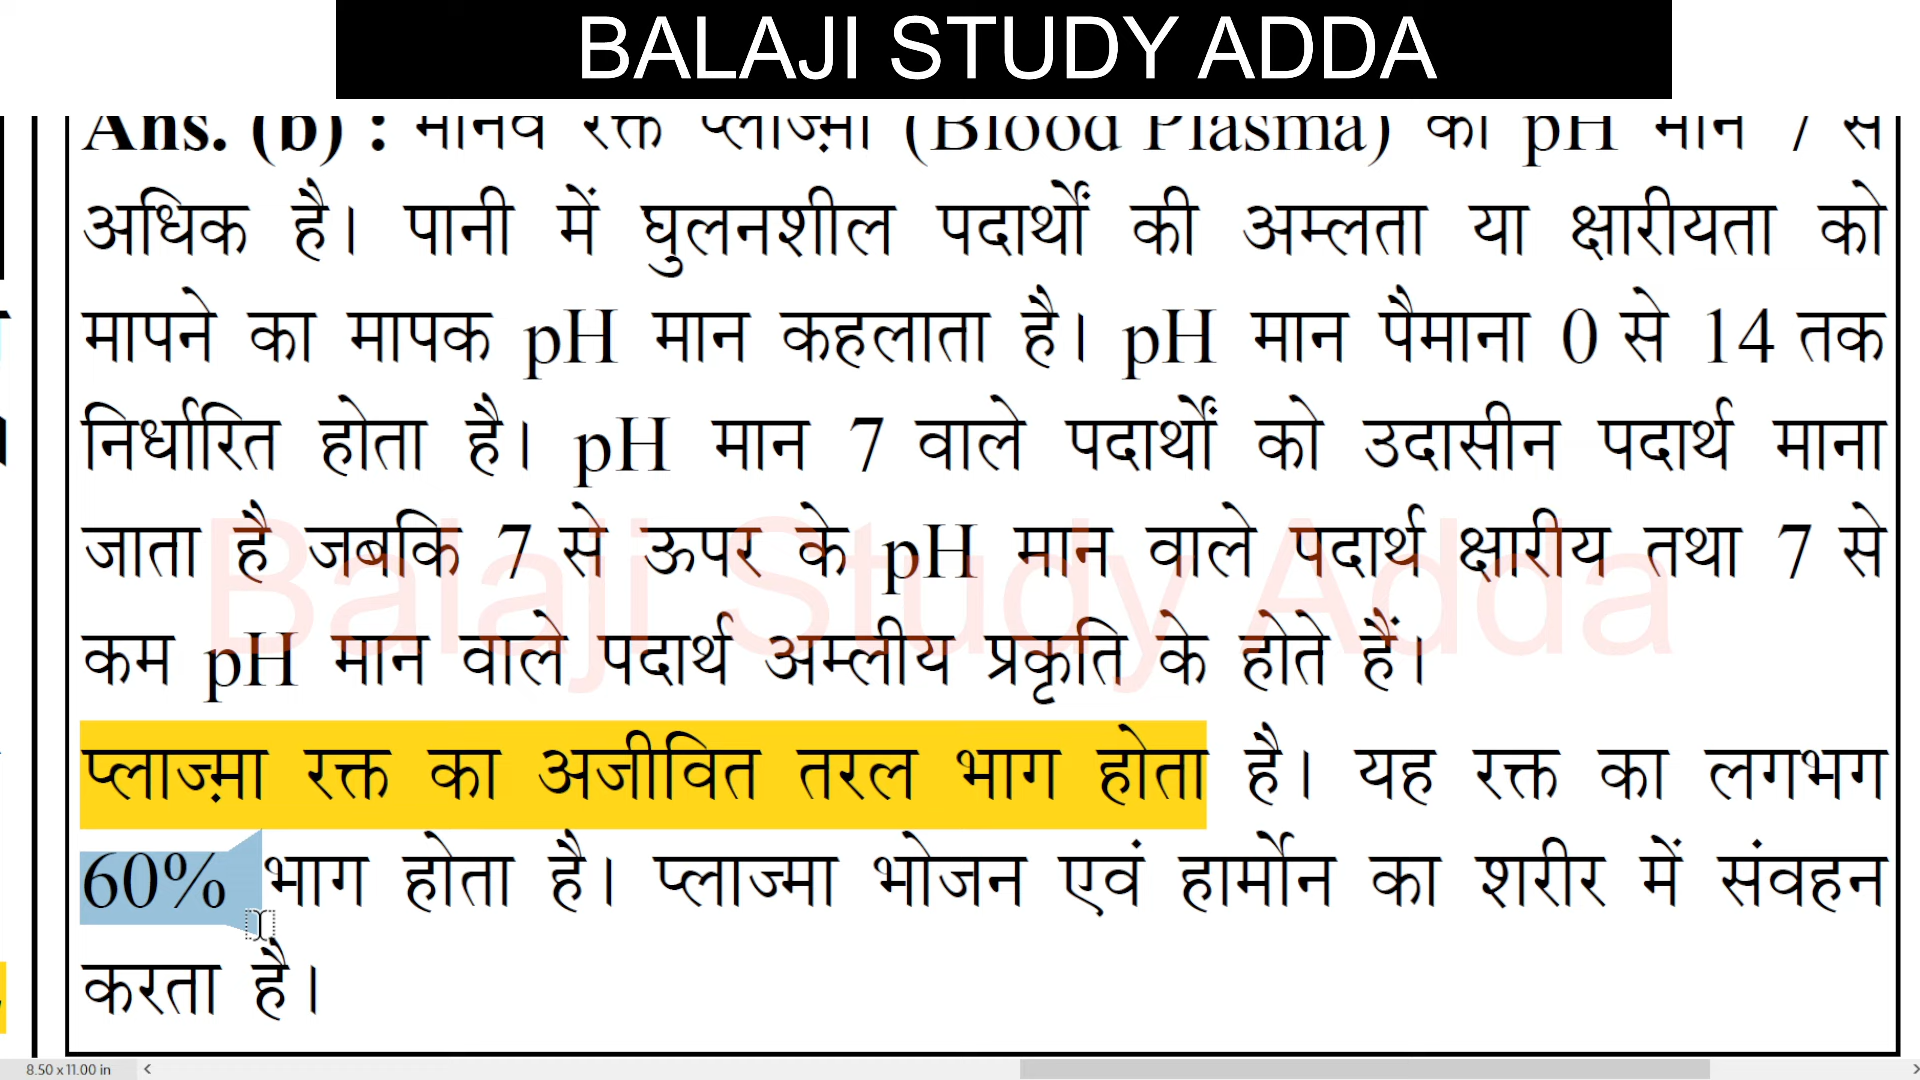 BALAJI STUDY ADDA
Ans. (b) : मानव रक्त प्लाज़्मा (Blood Plasma) का pH मान 7 से
अधिक है। पानी में घुलनशील पदार्थों की अम्लता या क्षारीयता को
मापने का मापक pH मान कहलाता है। pH मान पैमाना 0 से 14 तक
निर्धारित होता है। pH मान 7 वाले पदार्थों को उदासीन पदार्थ माना
जाता है जबकि 7 से ऊपर के pH मान वाले पदार्थ क्षारीय तथा 7 से
कम pH मान वाले पदार्थ अम्लीय प्रकृति के होते हैं।
Balaji Study Adda
प्लाज़्मा रक्त का अजीवित तरल भाग होता है। यह रक्त का लगभग
60% भाग होता है। प्लाज्मा भोजन एवं हार्मोन का शरीर में संवहन
करता है।
8.50 x 11.00 in